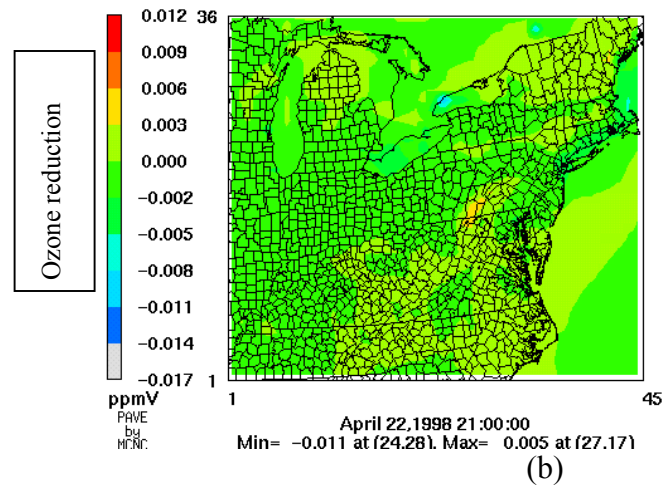 Ozone reduction
0.012
0.009
0.006
0.003
0.000
−0.002
−0.005
−0.008
−0.011
−0.014
−0.017
ppmV
PAVE
by
MCNC
36
1
1 45
April 22,1998 21:00:00
Min= −0.011 at (24,28), Max= 0.005 at (27,17)
(b)